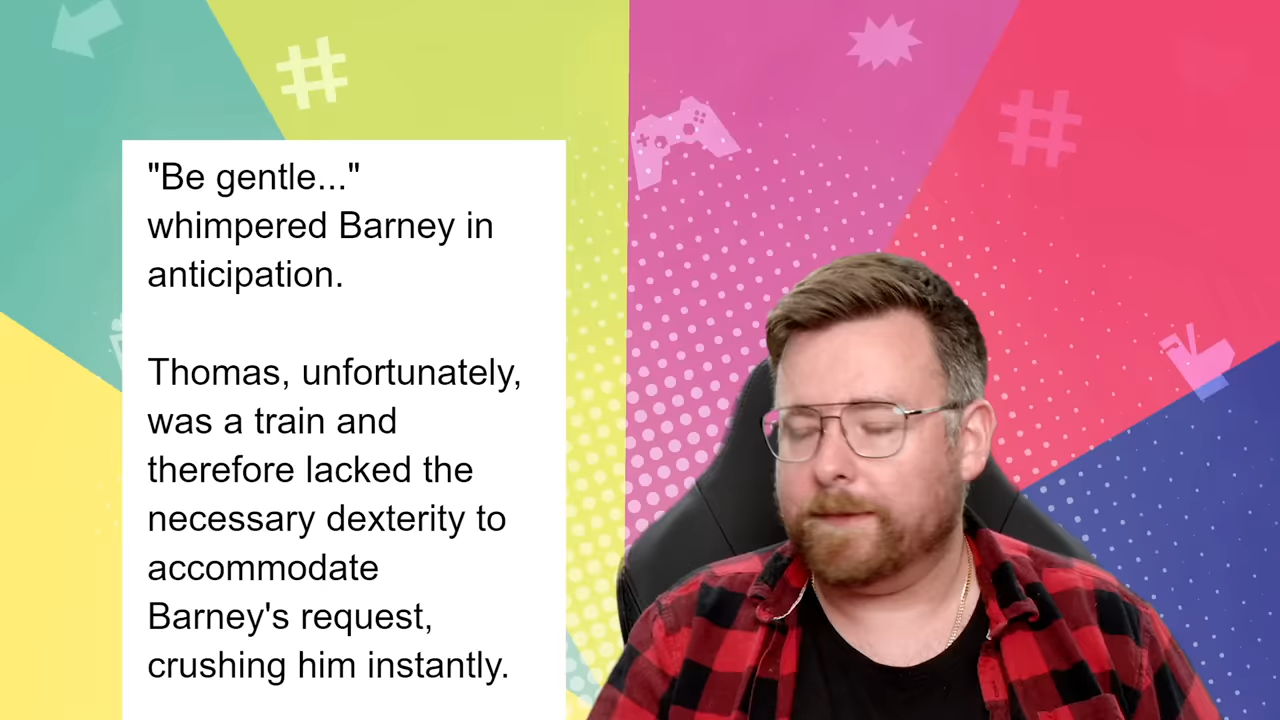 "Be gentle..."
whimpered Barney in
anticipation.
Thomas, unfortunately,
was a train and
therefore lacked the
necessary dexterity to
accommodate
Barney's request,
crushing him instantly.